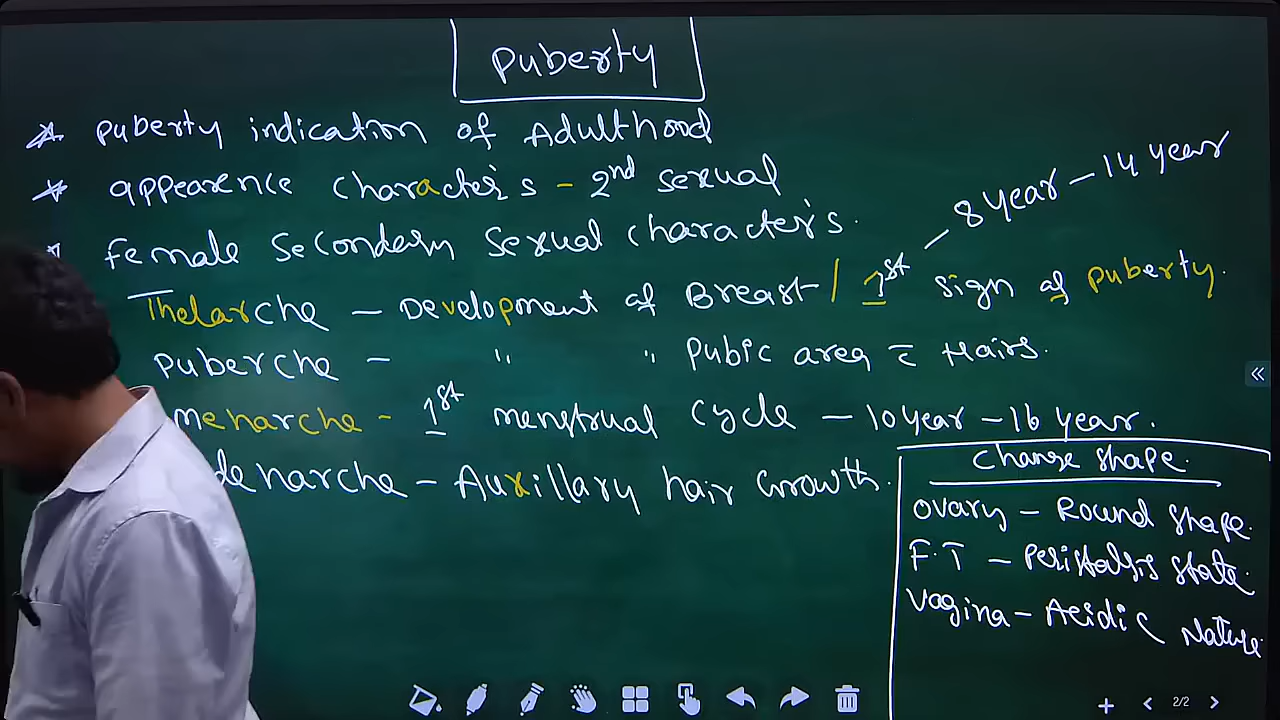 Puberty
Puberty indication of Adulthood
appearence character's - 2nd sexual
8 year - 14 year
Female Secondary Sexual character's.
Thelarche - Development of Breast / 1st sign of puberty.
puberche - " " Pubic area c̄ Hairs.
menarche - 1st menstrual cycle - 10 year - 16 year.
denarche - Auxillary hair Growth.
Change shape.
Ovary - Round shape.
F.T - Peristalsis state.
Vagina - Acidic Nature
2/2